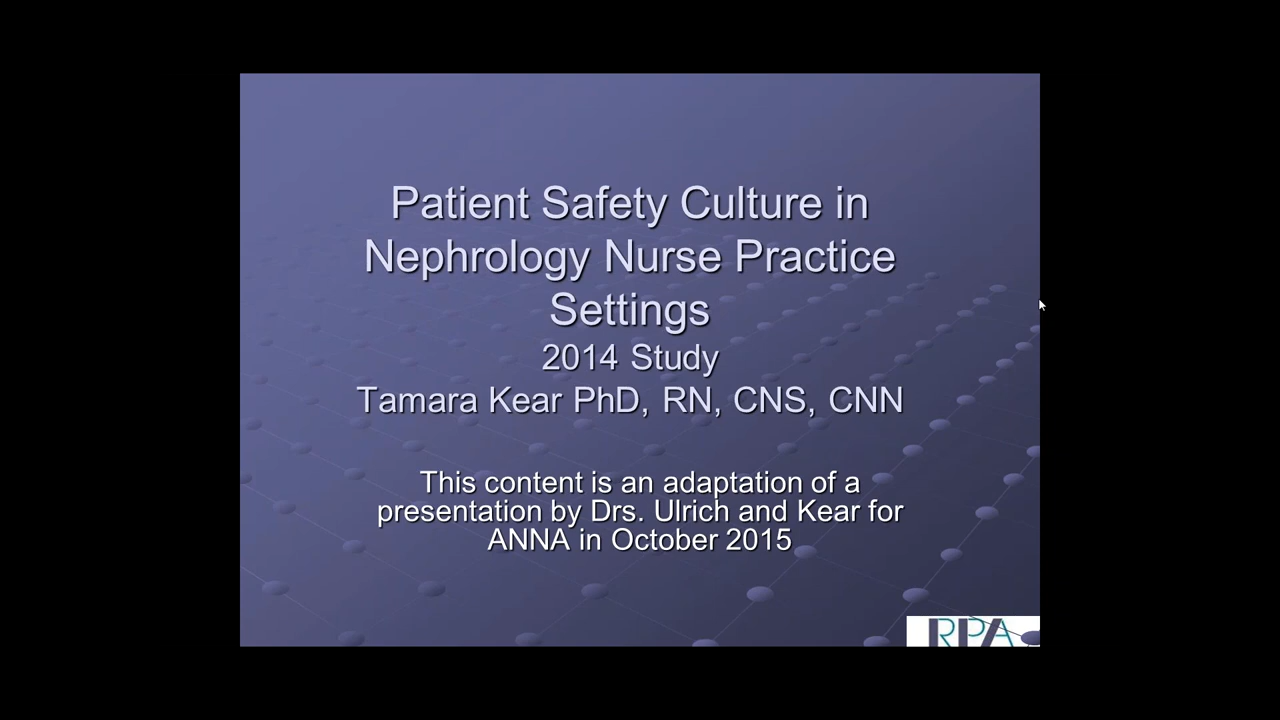 Patient Safety Culture in
Nephrology Nurse Practice
Settings
2014 Study
Tamara Kear PhD, RN, CNS, CNN
This content is an adaptation of a
presentation by Drs. Ulrich and Kear for
ANNA in October 2015
RPA